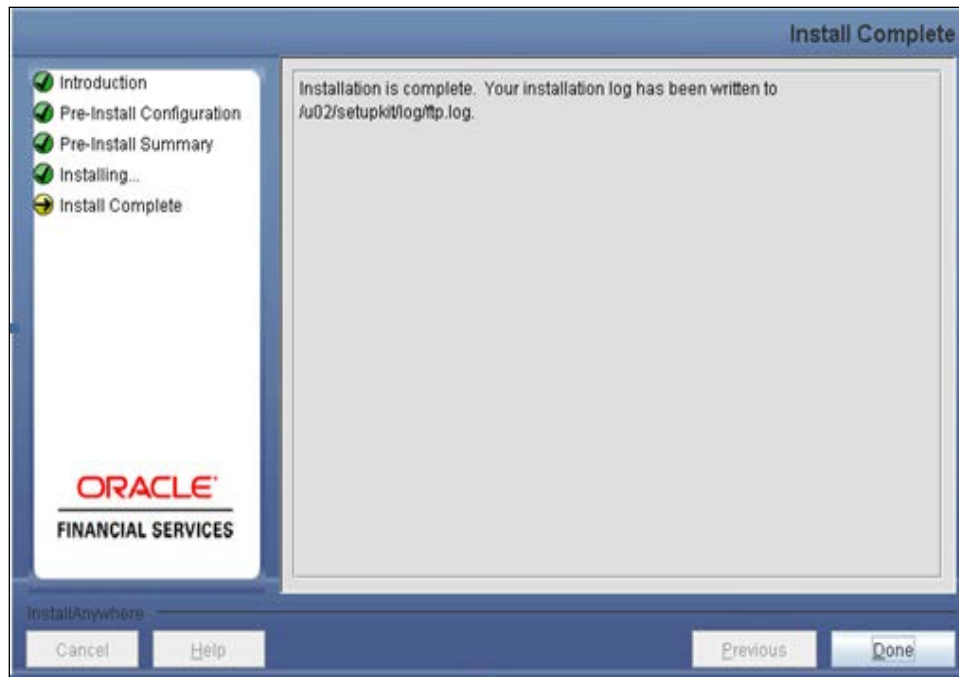 Install Complete
Introduction
Pre-Install Configuration
Pre-Install Summary
Installing...
Install Complete
Installation is complete. Your installation log has been written to
/u02/setupkit/log/ftp.log.
ORACLE
FINANCIAL SERVICES
InstallAnywhere
Cancel
Help
Previous
Done